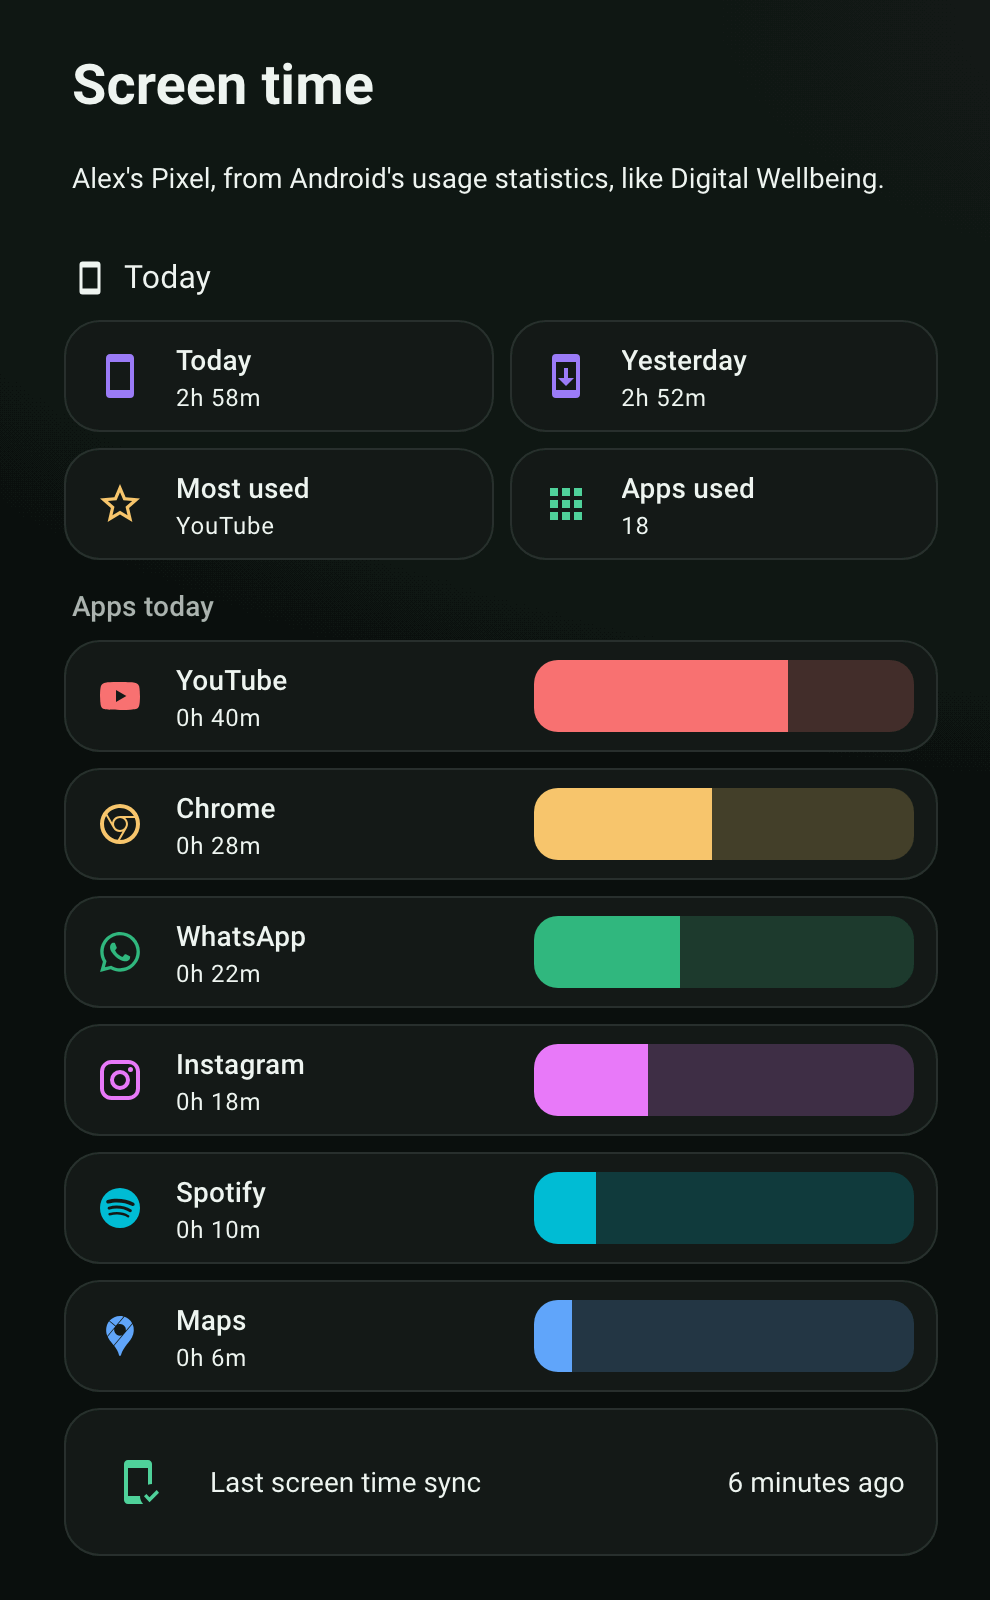 Screen time
Alex's Pixel, from Android's usage statistics, like Digital Wellbeing.
Today
Today
2h 58m
Yesterday
2h 52m
Most used
YouTube
Apps used
18
Apps today
YouTube
0h 40m
Chrome
0h 28m
WhatsApp
0h 22m
Instagram
0h 18m
Spotify
0h 10m
Maps
0h 6m
Last screen time sync
6 minutes ago